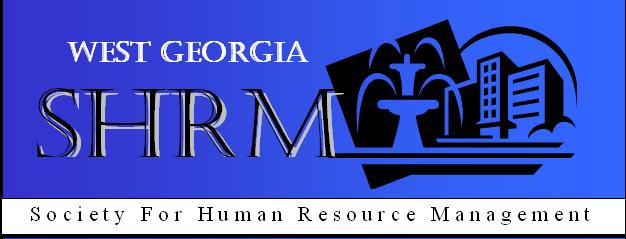 WEST GEORGIA
SHRM
Society For Human Resource Management